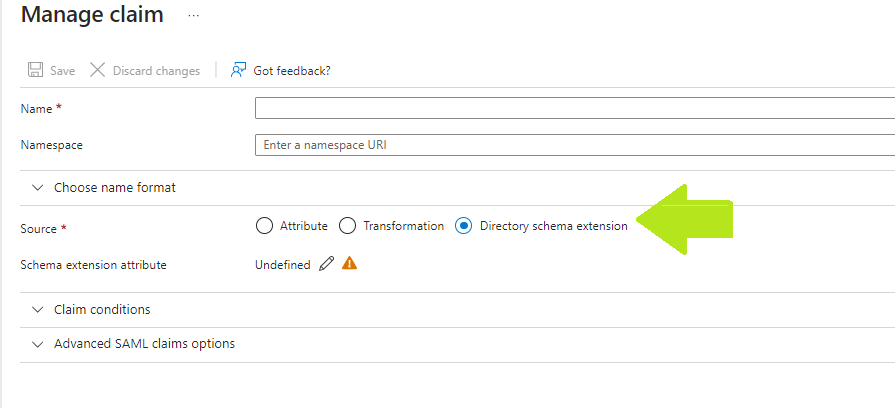 Manage claim ...
Save Discard changes Got feedback?
Name *
Namespace Enter a namespace URI
Choose name format
Source * Attribute Transformation Directory schema extension
Schema extension attribute Undefined
Claim conditions
Advanced SAML claims options